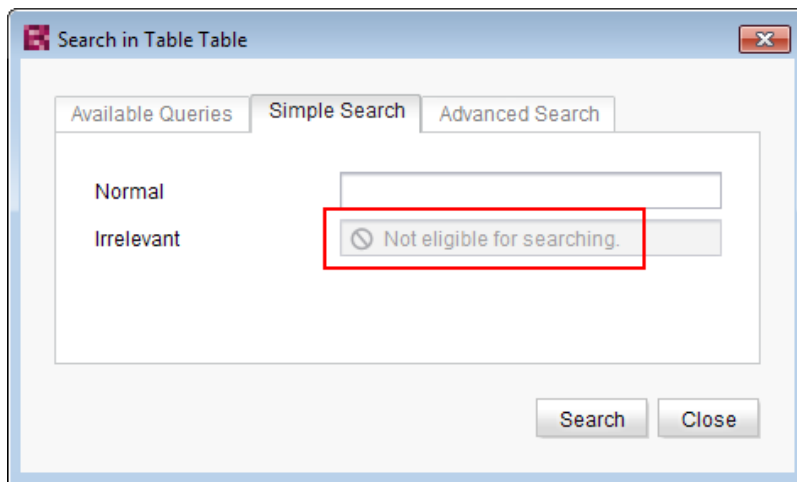 Search in Table Table
Available Queries Simple Search Advanced Search
Normal
Irrelevant Not eligible for searching.
Search Close